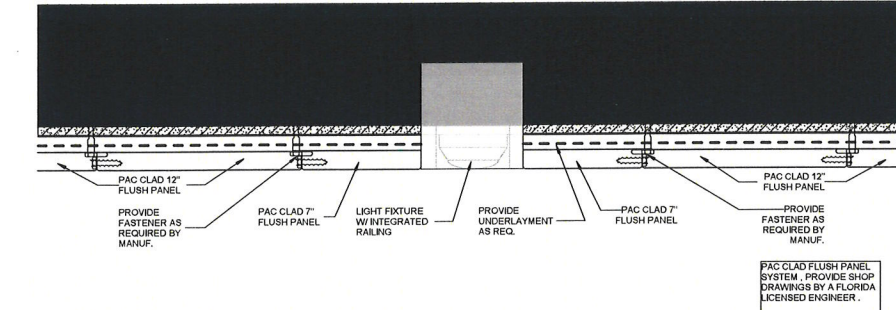 PAC CLAD 12"
FLUSH PANEL
PROVIDE
FASTENER AS
REQUIRED BY
MANUF.
PAC CLAD 7"
FLUSH PANEL
LIGHT FIXTURE
W/ INTEGRATED
RAILING
PROVIDE
UNDERLAYMENT
AS REQ.
PAC CLAD 7"
FLUSH PANEL
PAC CLAD 12"
FLUSH PANEL
PROVIDE
FASTENER AS
REQUIRED BY
MANUF.
PAC CLAD FLUSH PANEL
SYSTEM , PROVIDE SHOP
DRAWINGS BY A FLORIDA
LICENSED ENGINEER .